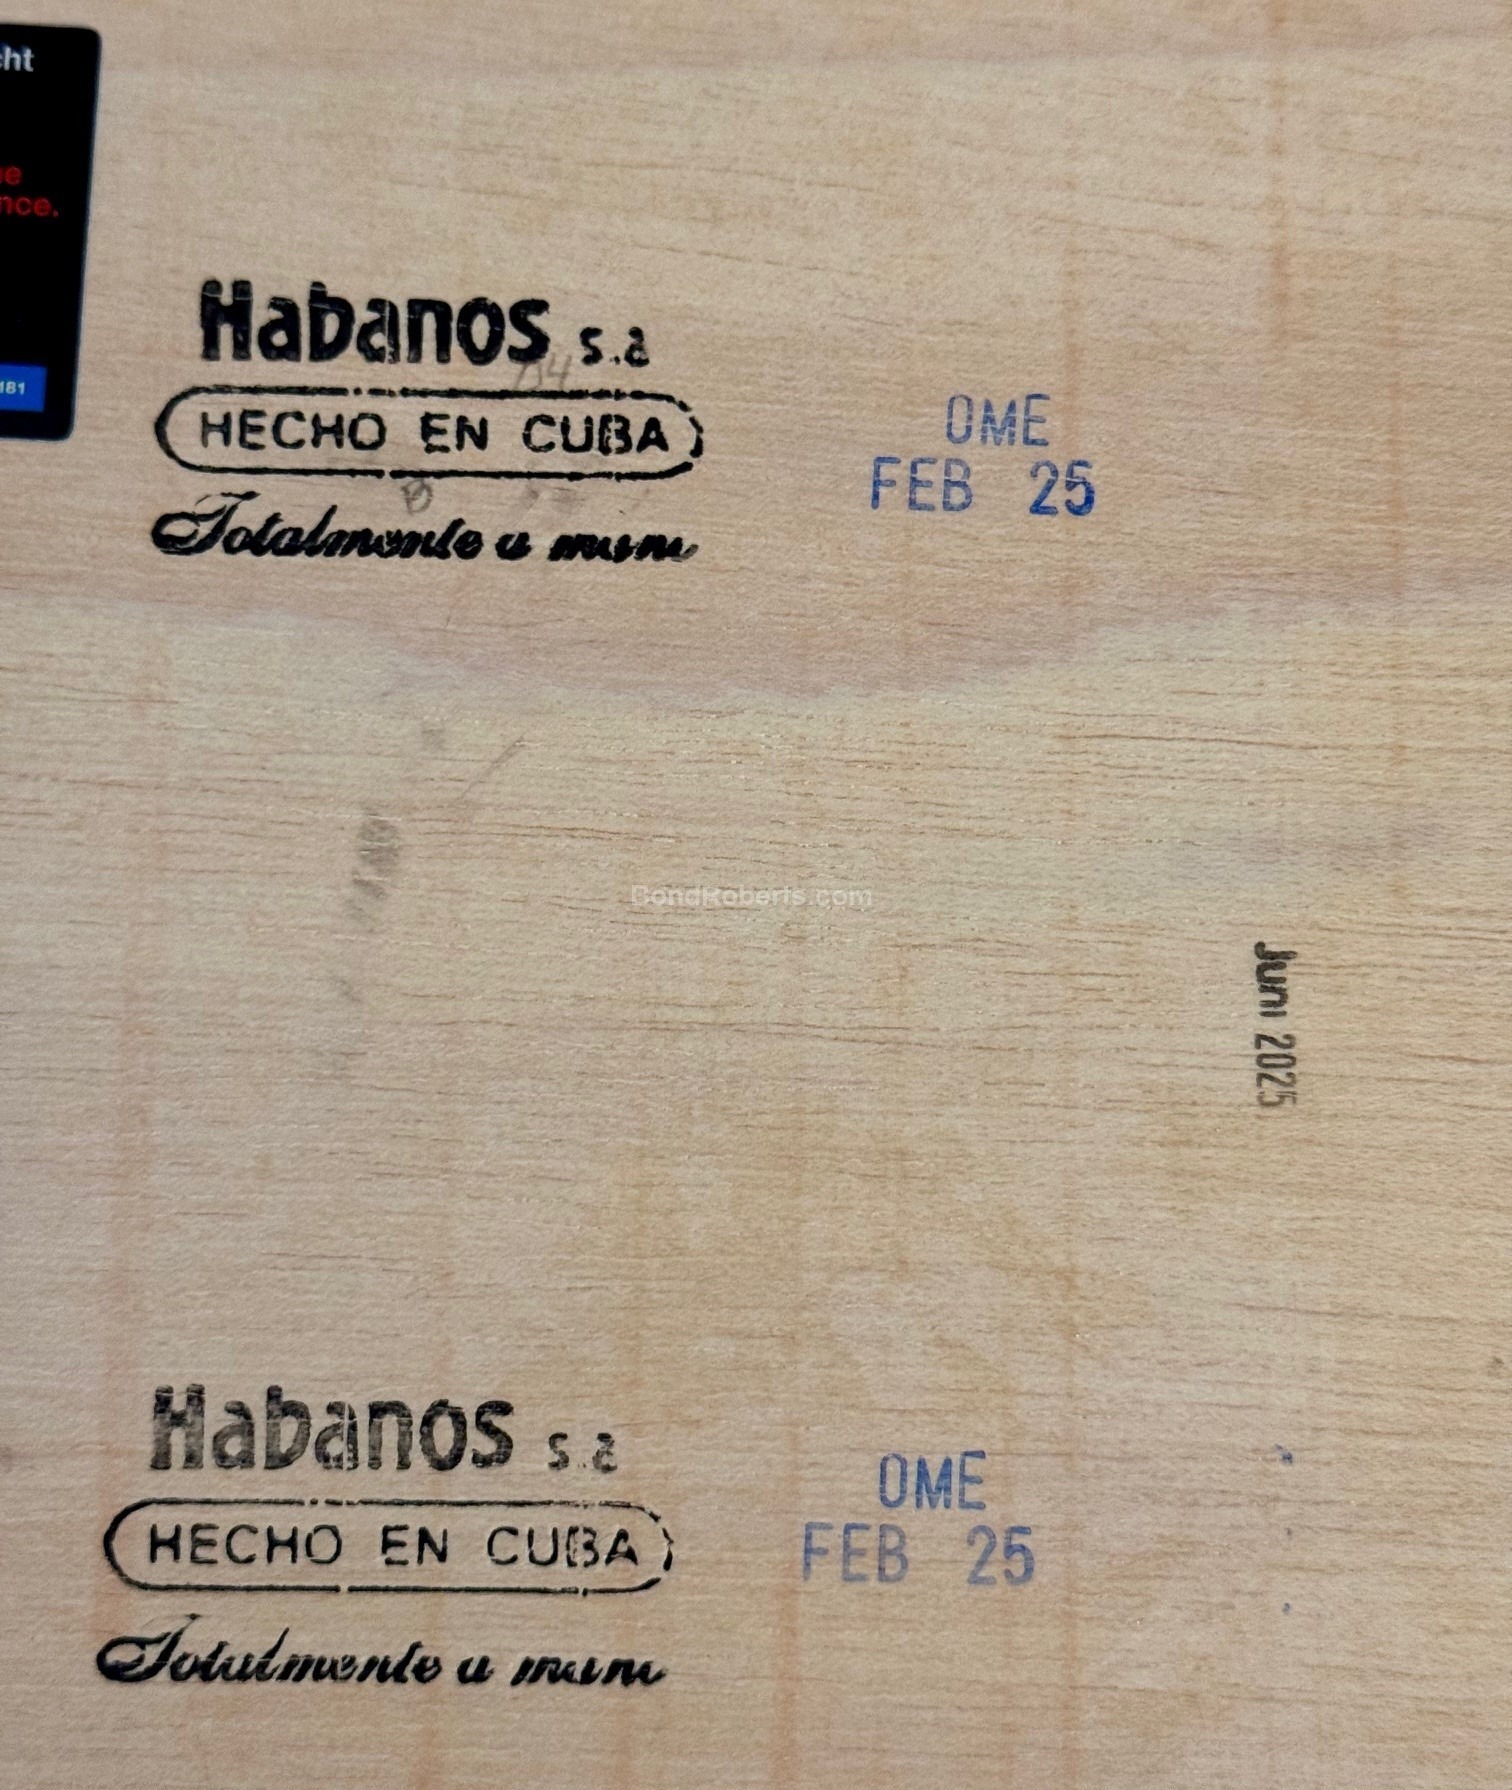 cht
nce.
181
Habanos s.a
HECHO EN CUBA
Totalmente a mano
OME
FEB 25
BondRoberts.com
Juni 2025
Habanos s.a
HECHO EN CUBA
Totalmente a mano
OME
FEB 25